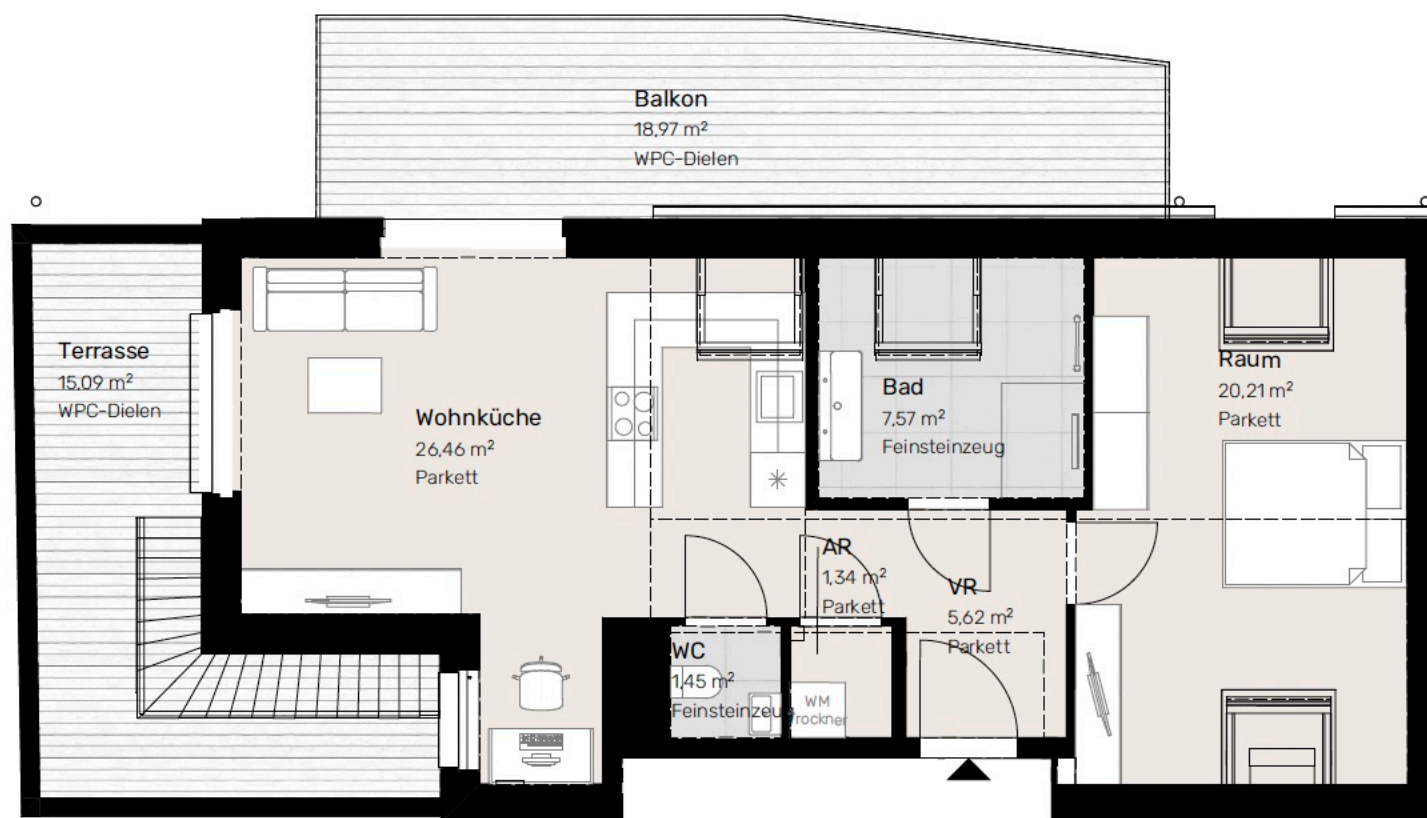 Balkon
18,97 m²
WPC-Dielen
Terrasse
15,09 m²
WPC-Dielen
Wohnküche
26,46 m²
Parkett
Bad
7,57 m²
Feinsteinzeug
Raum
20,21 m²
Parkett
AR
1,34 m²
Parkett
VR
5,62 m²
Parkett
WC
1,45 m²
Feinsteinzeug
WM
Trockner